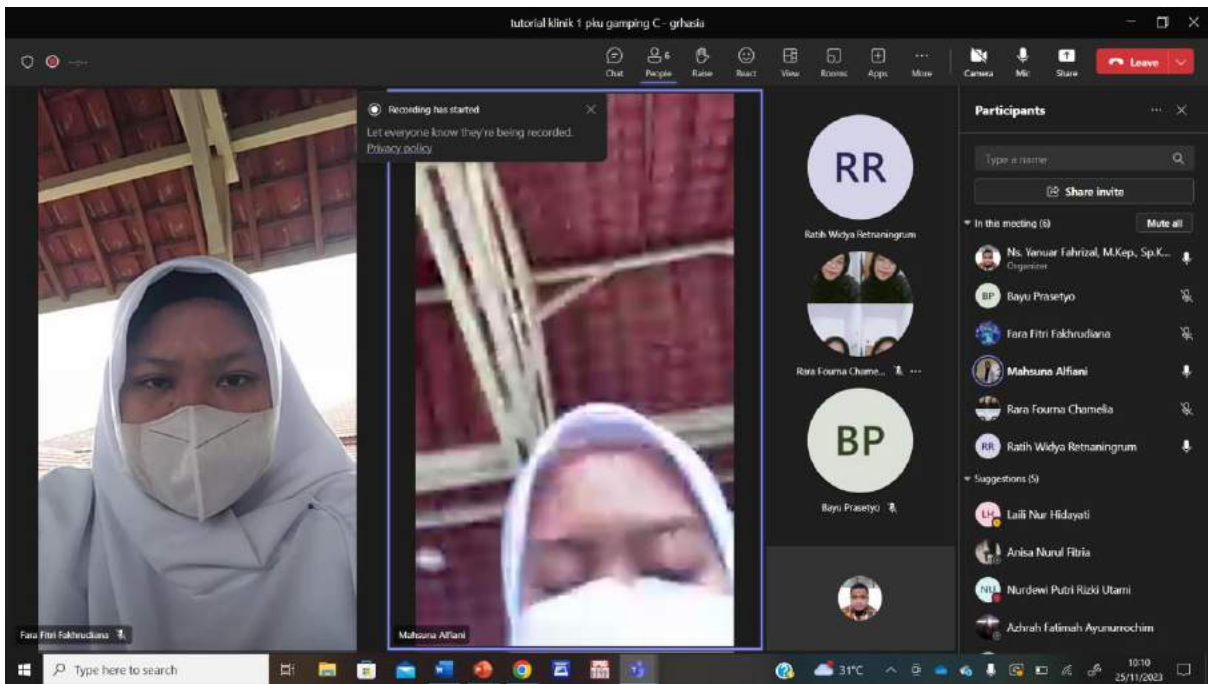 tutorial klinik 1 pku gamping C - grhasia
Chat
People
6
Raise
React
View
Rooms
Apps
More
Camera
Mic
Share
Leave
Recording has started
Let everyone know they're being recorded.
Privacy policy
Fara Fitri Fakhrudiana
Mahsuna Alfiani
RR
Ratih Widya Retnaningrum
Rara Fourna Chame...
BP
Bayu Prasetyo
Participants
Type a name
Share invite
In this meeting (6)
Mute all
Ns. Yanuar Fahrizal, M.Kep., Sp.K...
Organizer
BP
Bayu Prasetyo
Fara Fitri Fakhrudiana
Mahsuna Alfiani
Rara Fourna Chamelia
RR
Ratih Widya Retnaningrum
Suggestions (5)
LH
Laili Nur Hidayati
Anisa Nurul Fitria
NU
Nurdewi Putri Rizki Utami
Azhrah Fatimah Ayunurrochim
Type here to search
31°C
10:10
25/11/2023